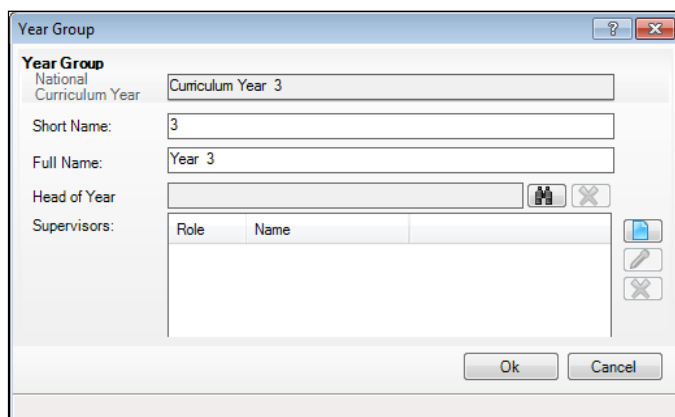 Year Group
Year Group
National
Curriculum Year
Curriculum Year 3
Short Name:
3
Full Name:
Year 3
Head of Year
Supervisors:
Role Name
Ok Cancel